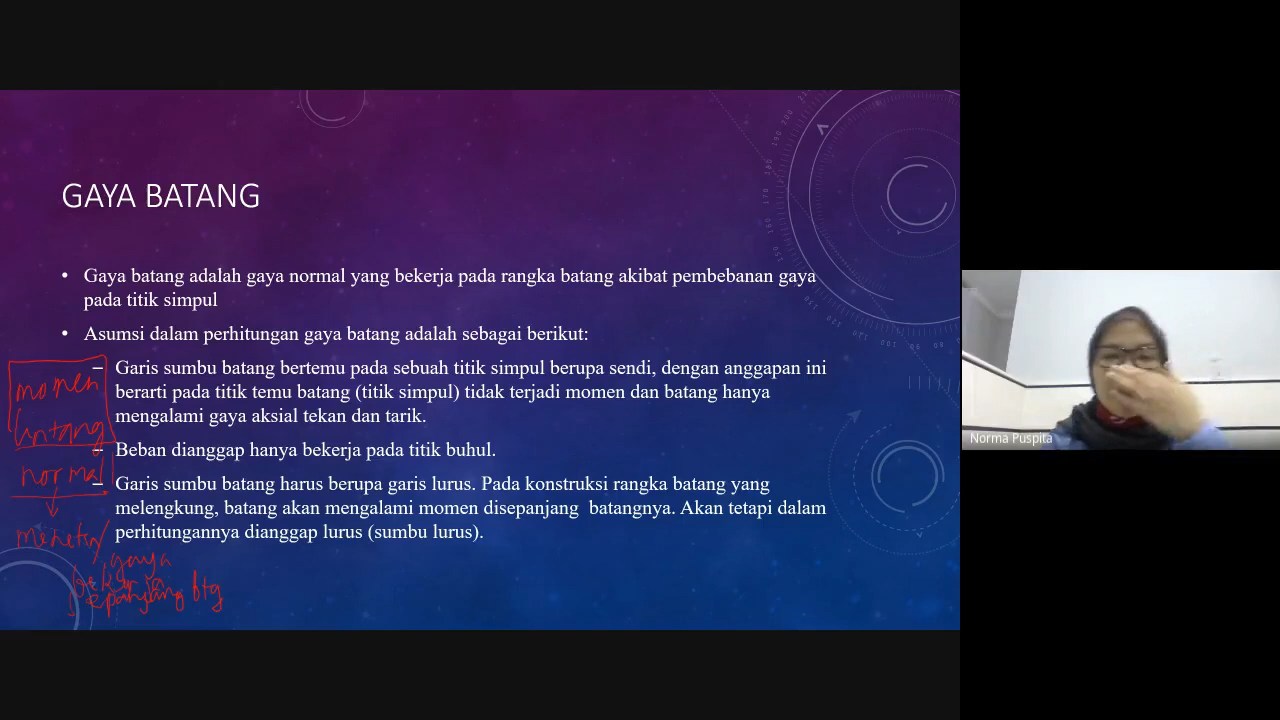 GAYA BATANG
• Gaya batang adalah gaya normal yang bekerja pada rangka batang akibat pembebanan gaya
pada titik simpul
• Asumsi dalam perhitungan gaya batang adalah sebagai berikut:
– Garis sumbu batang bertemu pada sebuah titik simpul berupa sendi, dengan anggapan ini
berarti pada titik temu batang (titik simpul) tidak terjadi momen dan batang hanya
mengalami gaya aksial tekan dan tarik.
– Beban dianggap hanya bekerja pada titik buhul.
– Garis sumbu batang harus berupa garis lurus. Pada konstruksi rangka batang yang
melengkung, batang akan mengalami momen disepanjang batangnya. Akan tetapi dalam
perhitungannya dianggap lurus (sumbu lurus).
momen
lintang
normal
gaya
bekerja
sepanjang btg
Norma Puspita